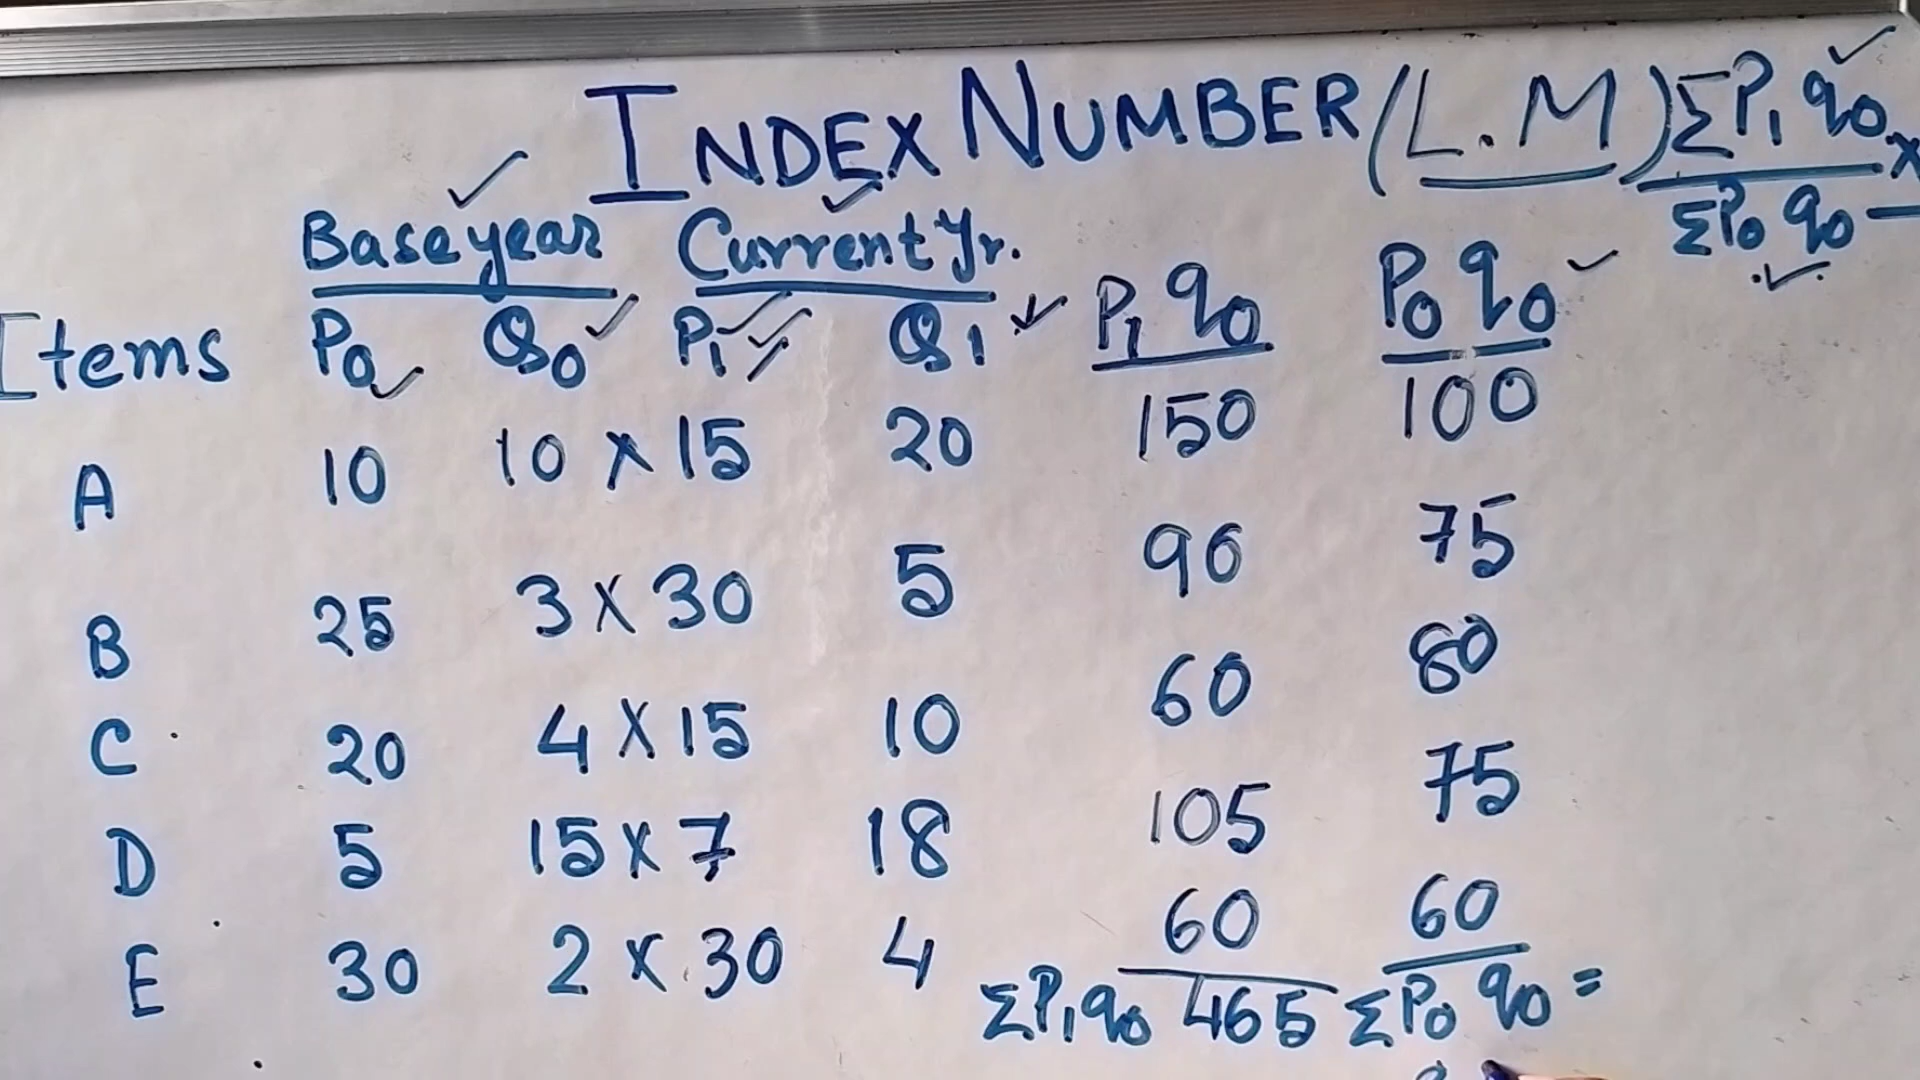 INDEX NUMBER (L.M) ΣP₁q₀ x
ΣP₀q₀
Base year Current Yr.
Items P₀ Q₀ P₁ Q₁ P₁q₀ P₀q₀
A 10 10 x 15 20 150 100
B 25 3 x 30 5 90 75
C 20 4 x 15 10 60 80
D 5 15 x 7 18 105 75
E 30 2 x 30 4 60 60
ΣP₁q₀ 465 ΣP₀q₀ =